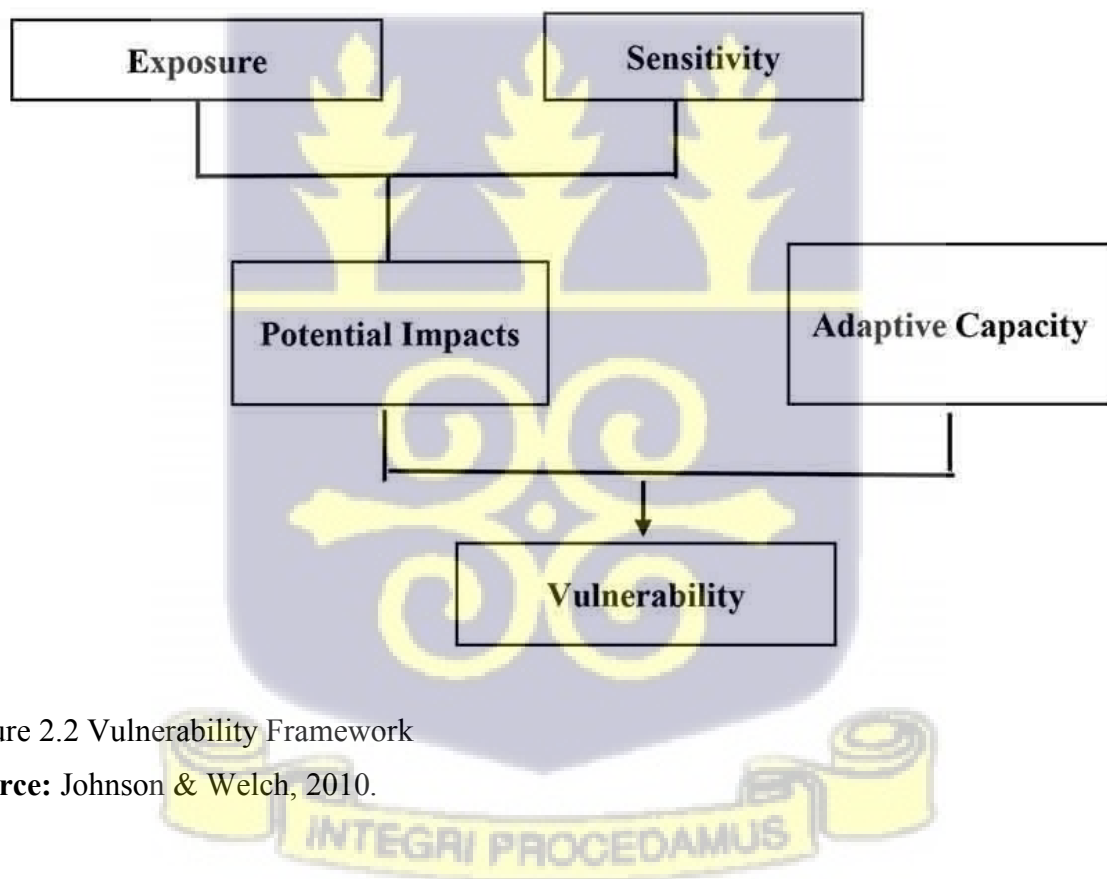 Exposure
Sensitivity
Potential Impacts
Adaptive Capacity
Vulnerability
ure 2.2 Vulnerability Framework
rce: Johnson & Welch, 2010.
INTEGRI PROCEDAMUS